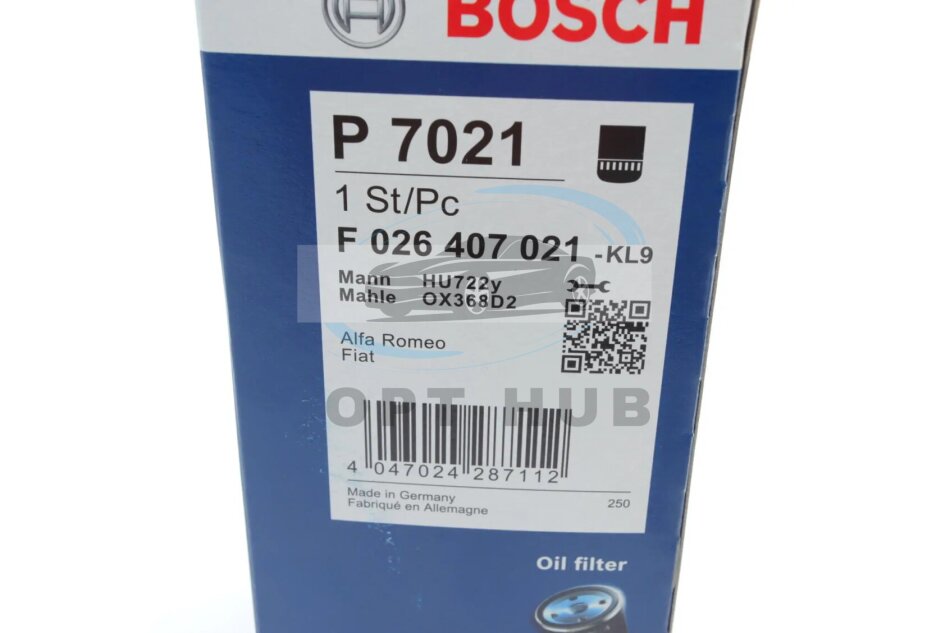 BOSCH
P 7021
1 St/Pc
F 026 407 021 -KL9
Mann HU722y
Mahle OX368D2
Alfa Romeo
Fiat
OPT HUB
4 047024 287112
Made in Germany
Fabriqué en Allemagne
250
Oil filter